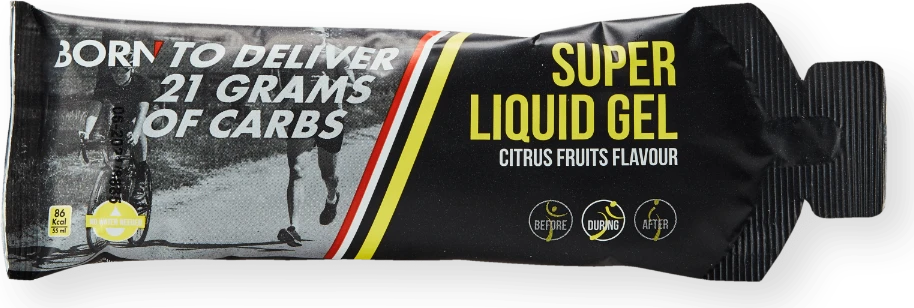 BORN TO DELIVER
21 GRAMS
OF CARBS
SUPER
LIQUID GEL
CITRUS FRUITS FLAVOUR
86
Kcal
55 ml
BEFORE
DURING
AFTER